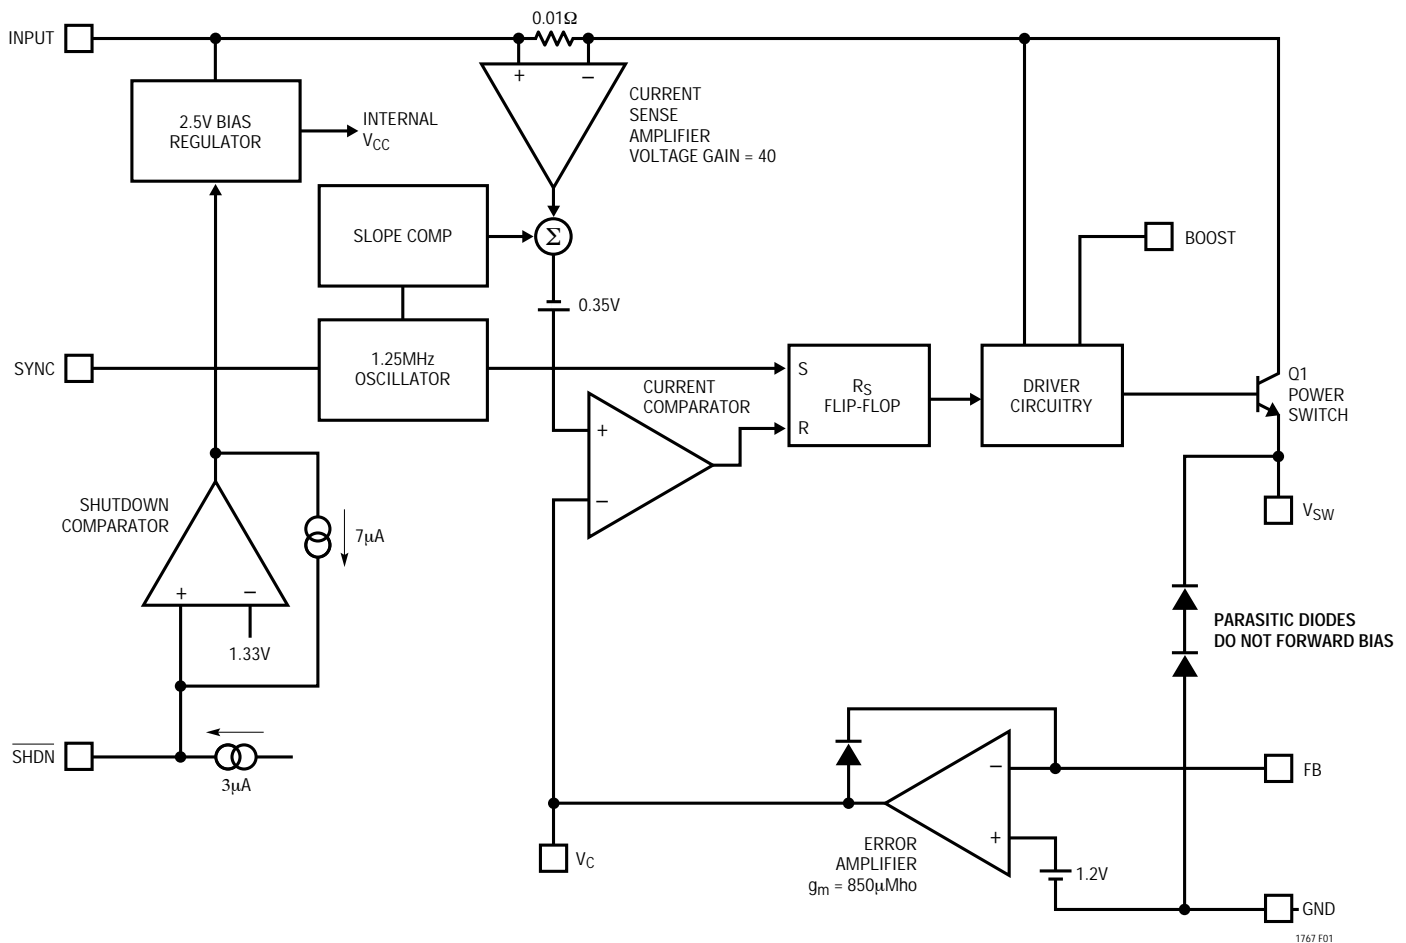 0.01Ω
INPUT
+
–
2.5V BIAS
REGULATOR
INTERNAL
VCC
CURRENT
SENSE
AMPLIFIER
VOLTAGE GAIN = 40
SLOPE COMP
Σ
BOOST
0.35V
SYNC
1.25MHz
OSCILLATOR
CURRENT
COMPARATOR
S
R
RS
FLIP-FLOP
DRIVER
CIRCUITRY
Q1
POWER
SWITCH
+
–
VSW
SHUTDOWN
COMPARATOR
7µA
+
–
1.33V
PARASITIC DIODES
DO NOT FORWARD BIAS
SHDN
3µA
–
+
FB
VC
ERROR
AMPLIFIER
gm = 850µMho
1.2V
GND
1767 F01